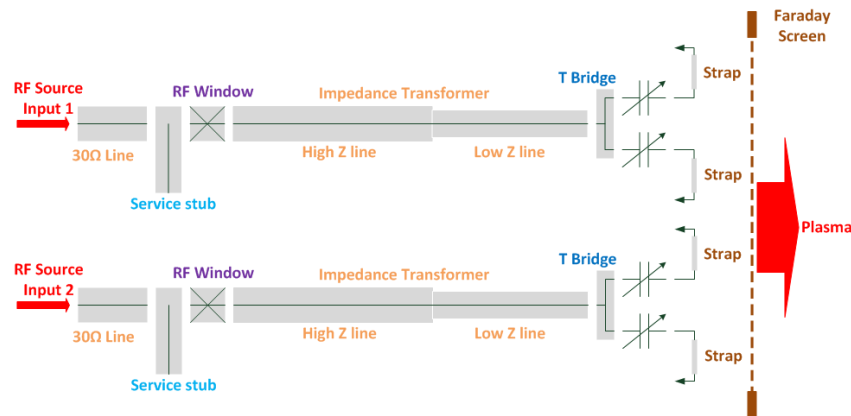 Faraday
Screen
RF Source
Input 1
RF Window
Impedance Transformer
T Bridge
Strap
30Ω Line
High Z line
Low Z line
Service stub
Strap
Plasma
RF Source
Input 2
RF Window
Impedance Transformer
T Bridge
Strap
30Ω Line
High Z line
Low Z line
Service stub
Strap